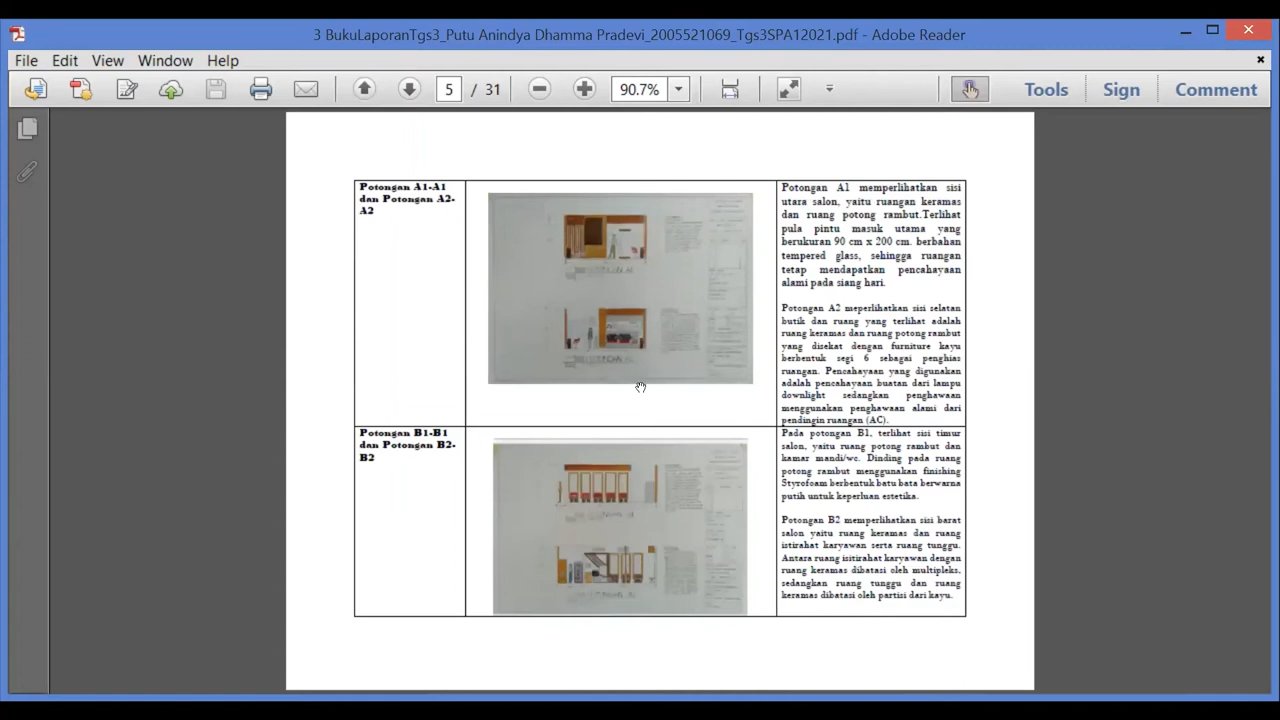 3 BukuLaporanTgs3_Putu Anindya Dhamma Pradevi_2005521069_Tgs3SPA12021.pdf - Adobe Reader
File Edit View Window Help
5 / 31 90.7% Tools Sign Comment
Potongan A1-A1
dan Potongan A2-
A2
Potongan A1 memperlihatkan sisi
utara salon, yaitu ruangan keramas
dan ruang potong rambut.Terlihat
pula pintu masuk utama yang
berukuran 90 cm x 200 cm. berbahan
tempered glass, sehingga ruangan
tetap mendapatkan pencahayaan
alami pada siang hari.
Potongan A2 meperlihatkan sisi selatan
butik dan ruang yang terlihat adalah
ruang keramas dan ruang potong rambut
yang disekat dengan furniture kayu
berbentuk segi 6 sebagai penghias
ruangan. Pencahayaan yang digunakan
adalah pencahayaan buatan dari lampu
downlight sedangkan penghawaan
menggunakan penghawaan alami dari
pendingin ruangan (AC).
Potongan B1-B1
dan Potongan B2-
B2
Pada potongan B1, terlihat sisi timur
salon, yaitu ruang potong rambut dan
kamar mandi/wc. Dinding pada ruang
potong rambut menggunakan finishing
Styrofoam berbentuk batu bata berwarna
putih untuk keperluan estetika.
Potongan B2 memperlihatkan sisi barat
salon yaitu ruang keramas dan ruang
istirahat karyawan serta ruang tunggu.
Antara ruang isitirahat karyawan dengan
ruang keramas dibatasi oleh multipleks,
sedangkan ruang tunggu dan ruang
keramas dibatasi oleh partisi dari kayu.